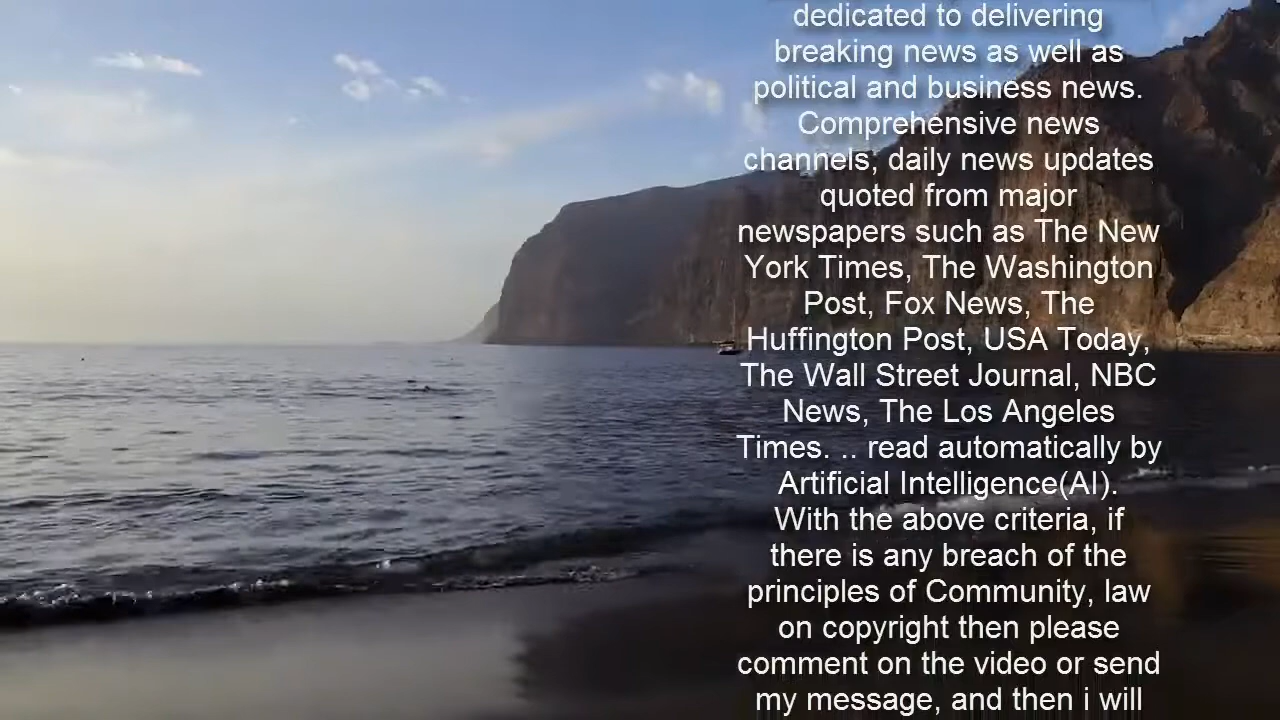 dedicated to delivering
breaking news as well as
political and business news.
Comprehensive news
channels, daily news updates
quoted from major
newspapers such as The New
York Times, The Washington
Post, Fox News, The
Huffington Post, USA Today,
The Wall Street Journal, NBC
News, The Los Angeles
Times. .. read automatically by
Artificial Intelligence(AI).
With the above criteria, if
there is any breach of the
principles of Community, law
on copyright then please
comment on the video or send
my message, and then i will